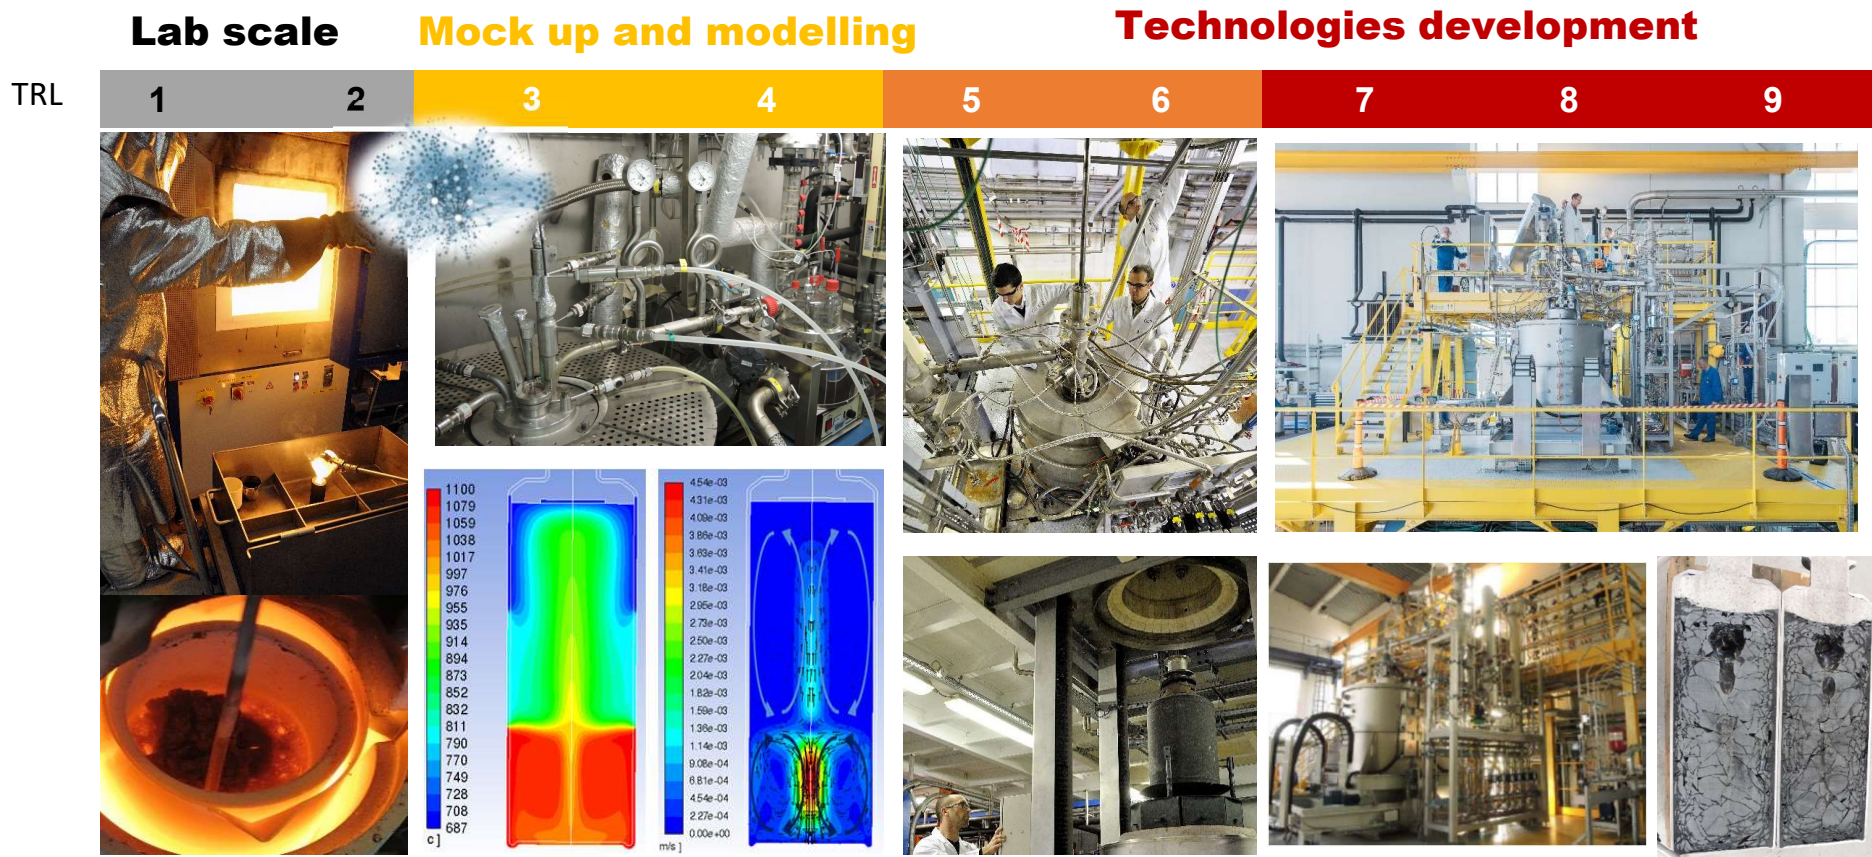 Lab scale
Mock up and modelling
Technologies development
TRL
1
2
3
4
5
6
7
8
9
1100
1079
1059
1038
1017
997
976
955
935
914
894
873
852
832
811
790
770
749
728
708
687
c ]
4.54e-03
4.31e-03
4.09e-03
3.86e-03
3.63e-03
3.41e-03
3.18e-03
2.95e-03
2.73e-03
2.50e-03
2.27e-03
2.04e-03
1.82e-03
1.59e-03
1.36e-03
1.14e-03
9.08e-04
6.81e-04
4.54e-04
2.27e-04
0.00e+00
m/s ]